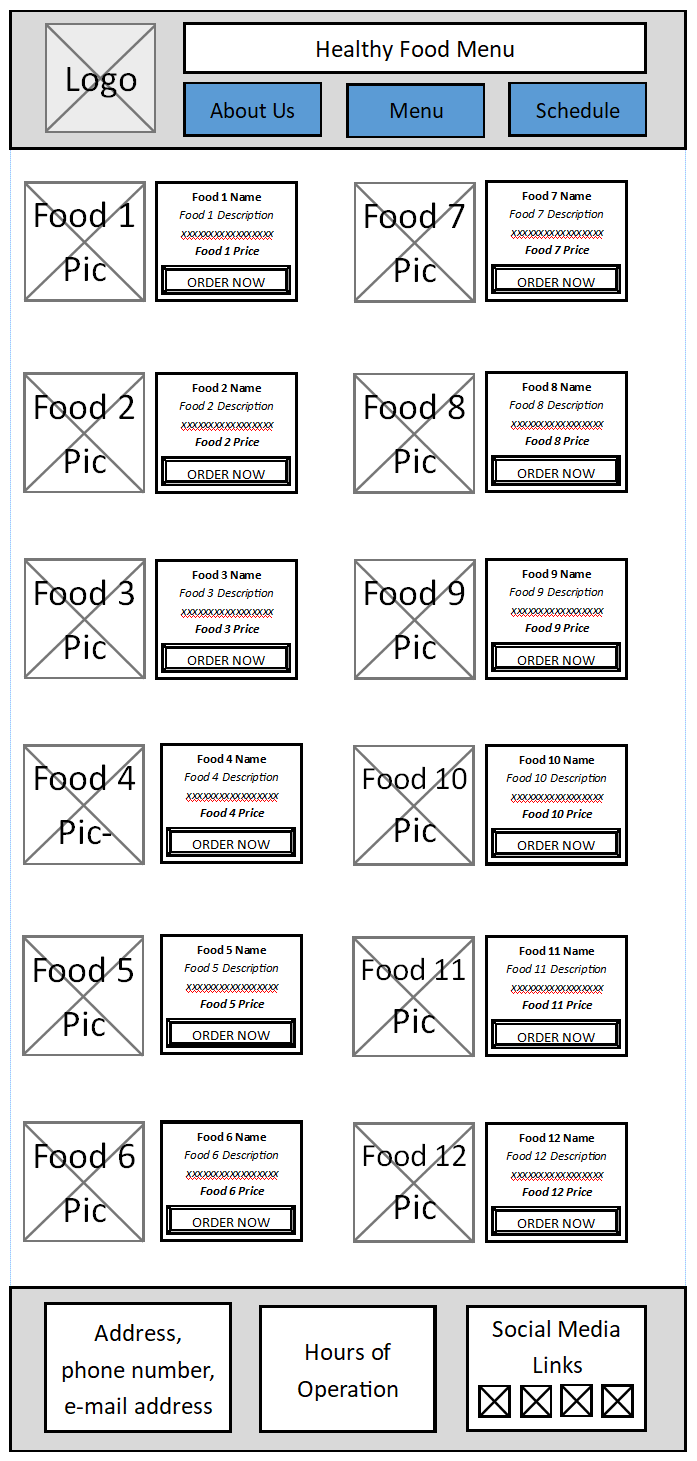 Logo
Healthy Food Menu
About Us
Menu
Schedule
Food 1
Pic
Food 1 Name
Food 1 Description
xxxxxxxxxxxxxxxxx
Food 1 Price
ORDER NOW
Food 7
Pic
Food 7 Name
Food 7 Description
xxxxxxxxxxxxxxxxx
Food 7 Price
ORDER NOW
Food 2
Pic
Food 2 Name
Food 2 Description
xxxxxxxxxxxxxxxxx
Food 2 Price
ORDER NOW
Food 8
Pic
Food 8 Name
Food 8 Description
xxxxxxxxxxxxxxxxx
Food 8 Price
ORDER NOW
Food 3
Pic
Food 3 Name
Food 3 Description
xxxxxxxxxxxxxxxxx
Food 3 Price
ORDER NOW
Food 9
Pic
Food 9 Name
Food 9 Description
xxxxxxxxxxxxxxxxx
Food 9 Price
ORDER NOW
Food 4
Pic-
Food 4 Name
Food 4 Description
xxxxxxxxxxxxxxxxx
Food 4 Price
ORDER NOW
Food 10
Pic
Food 10 Name
Food 10 Description
xxxxxxxxxxxxxxxxx
Food 10 Price
ORDER NOW
Food 5
Pic
Food 5 Name
Food 5 Description
xxxxxxxxxxxxxxxxx
Food 5 Price
ORDER NOW
Food 11
Pic
Food 11 Name
Food 11 Description
xxxxxxxxxxxxxxxxx
Food 11 Price
ORDER NOW
Food 6
Pic
Food 6 Name
Food 6 Description
xxxxxxxxxxxxxxxxx
Food 6 Price
ORDER NOW
Food 12
Pic
Food 12 Name
Food 12 Description
xxxxxxxxxxxxxxxxx
Food 12 Price
ORDER NOW
Address,
phone number,
e-mail address
Hours of
Operation
Social Media
Links